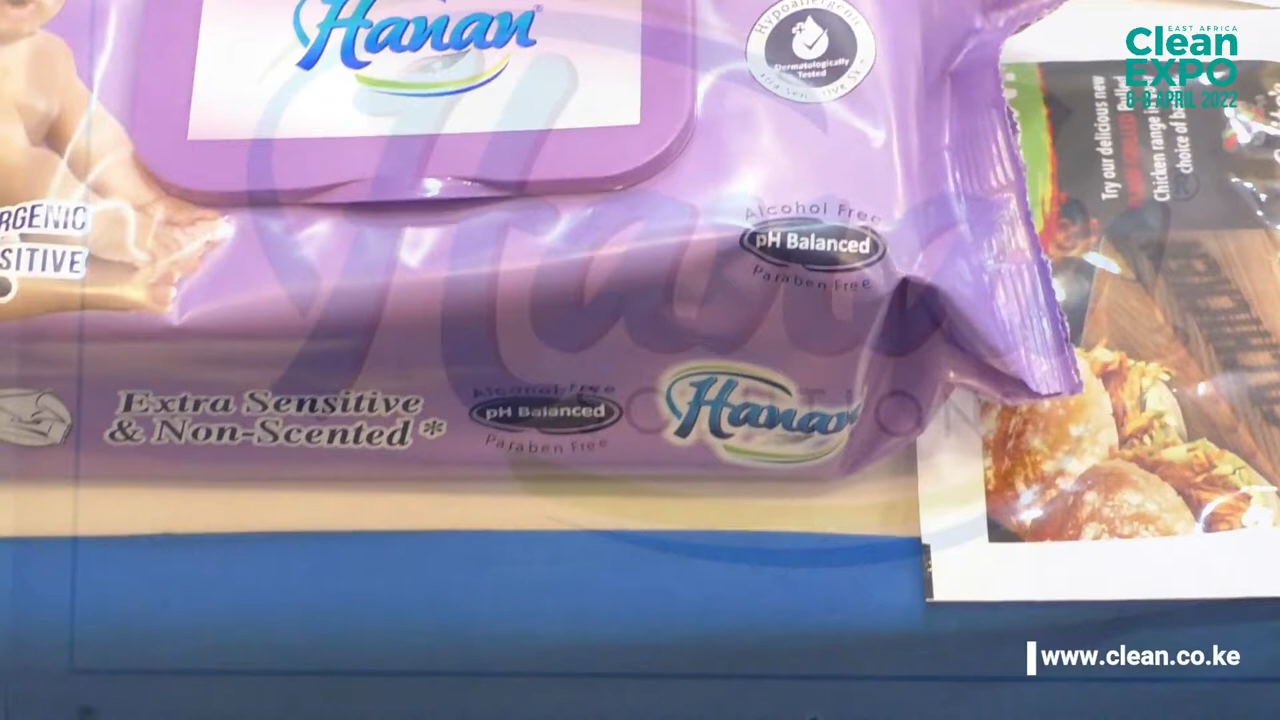 Hanan
Hypoallergenic
Dermatologically
Tested
EAST AFRICA
Clean
EXPO
6-8 APRIL 2022
Try our delicious new
Chicken range in
choice of
RGENIC
SITIVE
Alcohol Free
pH Balanced
Paraben Free
Extra Sensitive
& Non-Scented*
Alcohol Free
pH Balanced
Paraben Free
Hanan
www.clean.co.ke